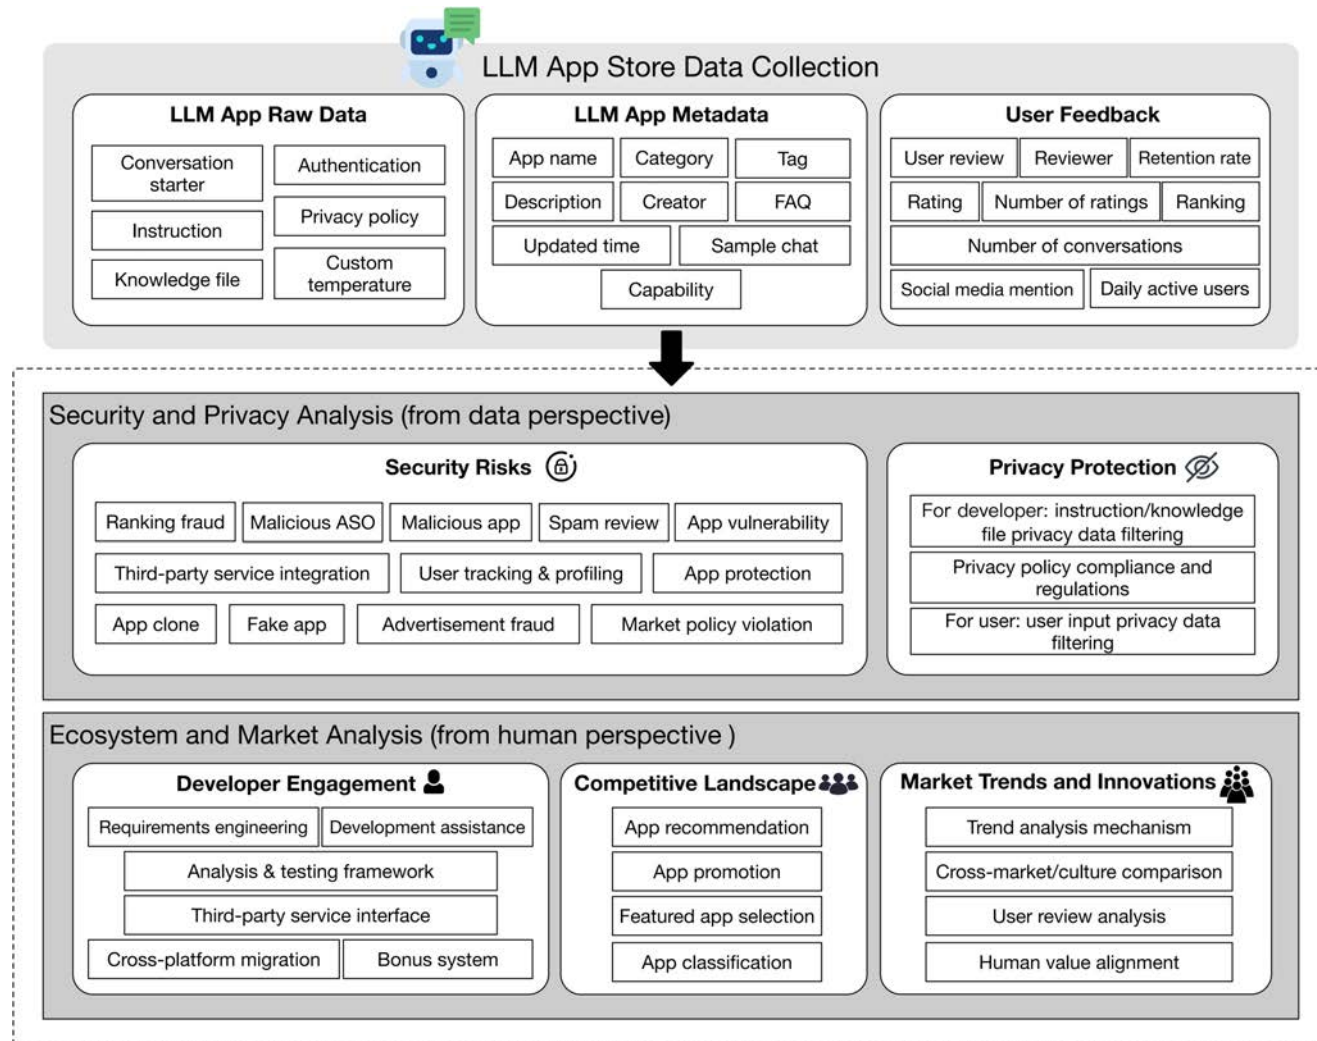 LLM App Store Data Collection
LLM App Raw Data
Conversation
starter
Authentication
Instruction
Privacy policy
Knowledge file
Custom
temperature
LLM App Metadata
App name
Category
Tag
Description
Creator
FAQ
Updated time
Sample chat
Capability
User Feedback
User review
Reviewer
Retention rate
Rating
Number of ratings
Ranking
Number of conversations
Social media mention
Daily active users
Security and Privacy Analysis (from data perspective)
Security Risks
Ranking fraud
Malicious ASO
Malicious app
Spam review
App vulnerability
Third-party service integration
User tracking & profiling
App protection
App clone
Fake app
Advertisement fraud
Market policy violation
Privacy Protection
For developer: instruction/knowledge
file privacy data filtering
Privacy policy compliance and
regulations
For user: user input privacy data
filtering
Ecosystem and Market Analysis (from human perspective )
Developer Engagement
Requirements engineering
Development assistance
Analysis & testing framework
Third-party service interface
Cross-platform migration
Bonus system
Competitive Landscape
App recommendation
App promotion
Featured app selection
App classification
Market Trends and Innovations
Trend analysis mechanism
Cross-market/culture comparison
User review analysis
Human value alignment